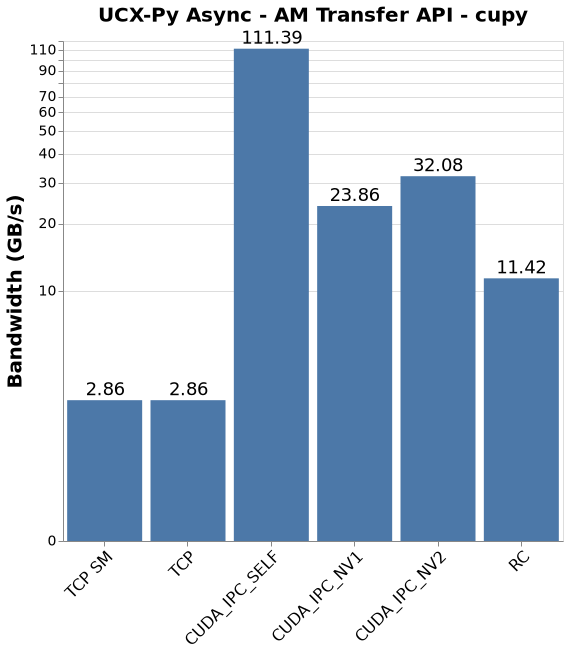 UCX-Py Async - AM Transfer API - cupy
Bandwidth (GB/s)
110
90
70
60
50
40
30
20
10
0
2.86
2.86
111.39
23.86
32.08
11.42
TCP SM
TCP
CUDA_IPC_SELF
CUDA_IPC_NV1
CUDA_IPC_NV2
RC